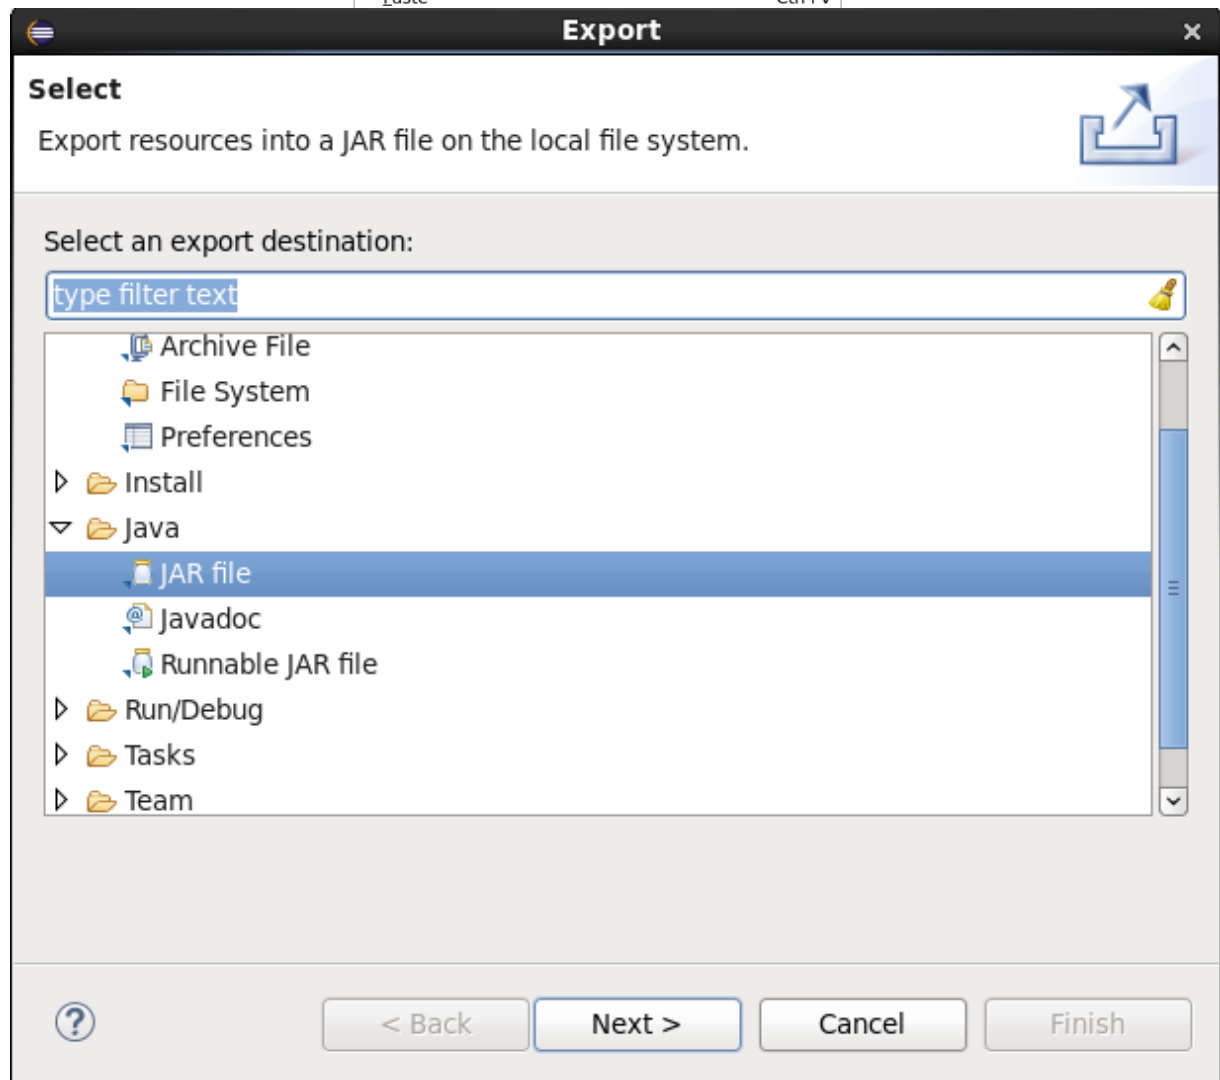 Paste Ctrl+V
Export
Select
Export resources into a JAR file on the local file system.
Select an export destination:
type filter text
Archive File
File System
Preferences
Install
Java
JAR file
Javadoc
Runnable JAR file
Run/Debug
Tasks
Team
< Back Next > Cancel Finish